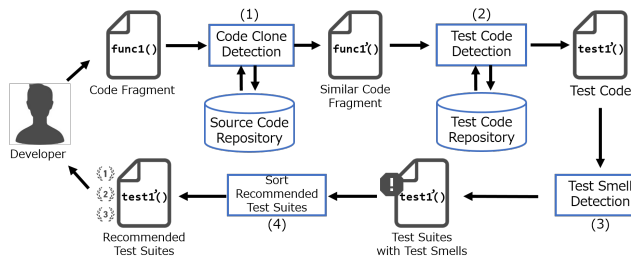 (1)
(2)
func1()
Code Clone
Detection
func1’()
Test Code
Detection
test1’()
Code Fragment
Similar Code
Fragment
Test Code
Source Code
Repository
Test Code
Repository
Developer
1
2
3
test1’()
Sort
Recommended
Test Suites
(4)
!
test1’()
Test Smell
Detection
(3)
Recommended
Test Suites
Test Suites
with Test Smells